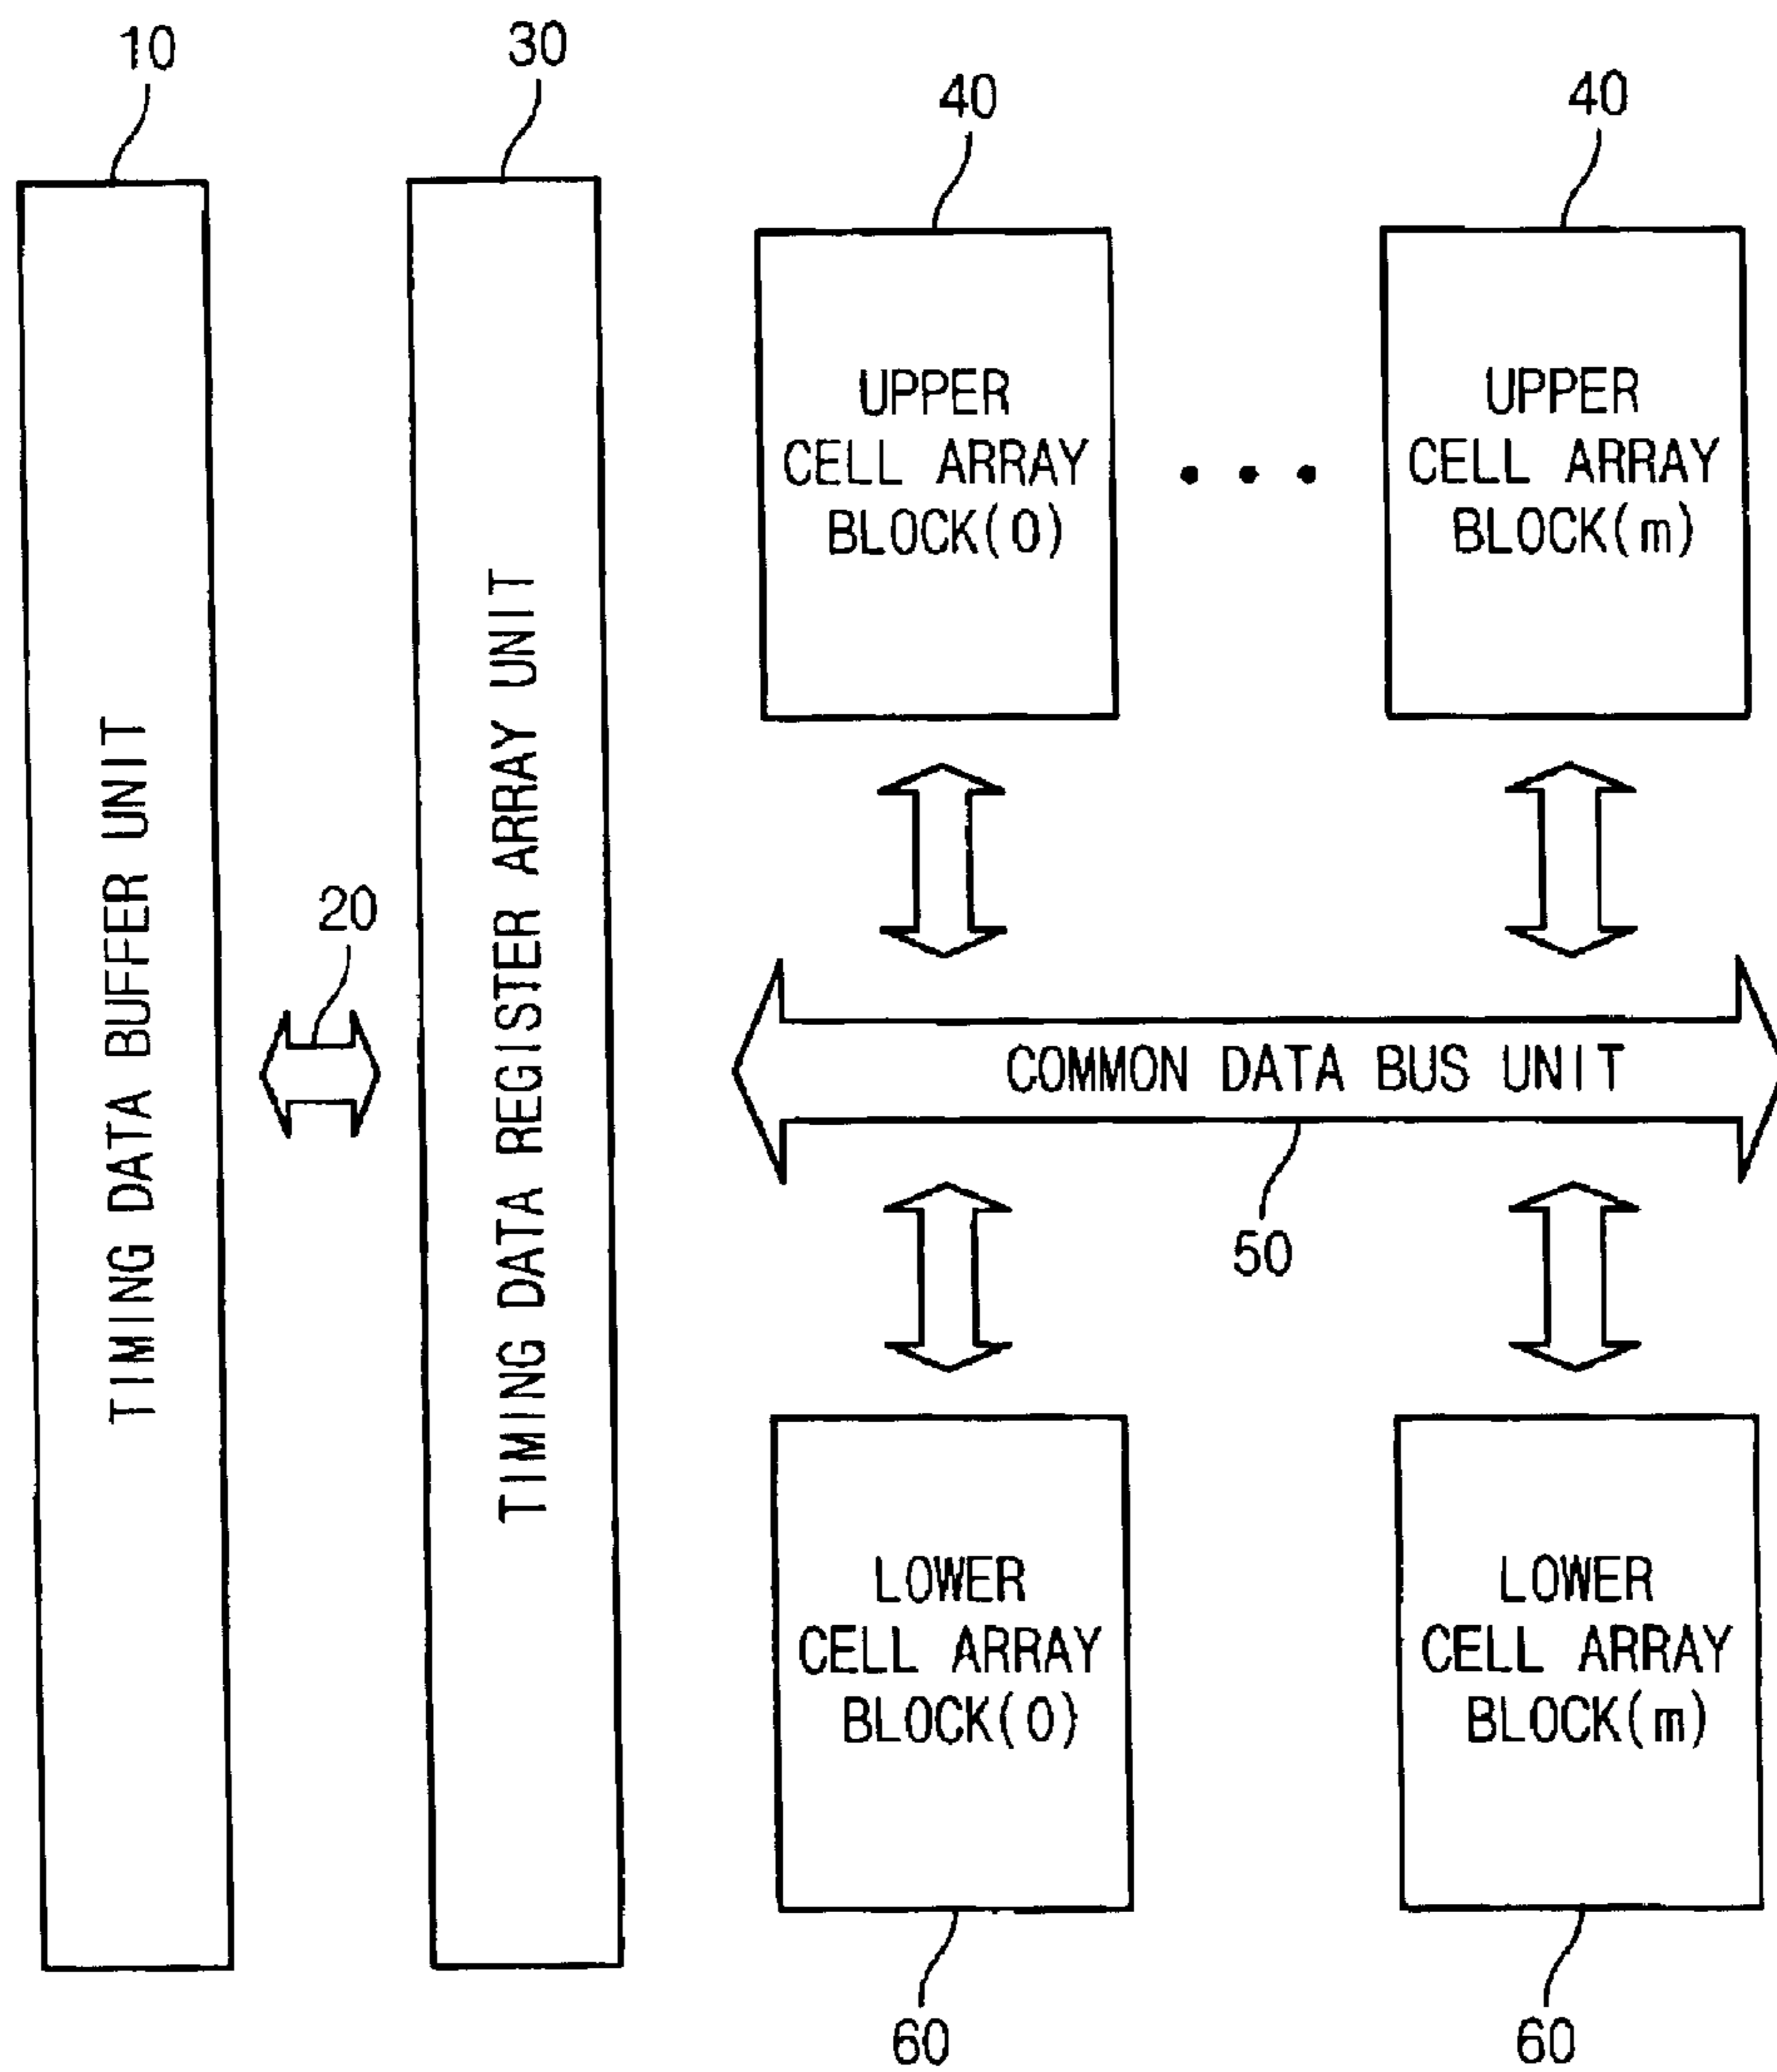 10
30
40
40
UPPER
CELL ARRAY
BLOCK(0)
UPPER
CELL ARRAY
BLOCK(m)
TIMING DATA BUFFER UNIT
20
TIMING DATA REGISTER ARRAY UNIT
COMMON DATA BUS UNIT
50
LOWER
CELL ARRAY
BLOCK(0)
LOWER
CELL ARRAY
BLOCK(m)
60
60